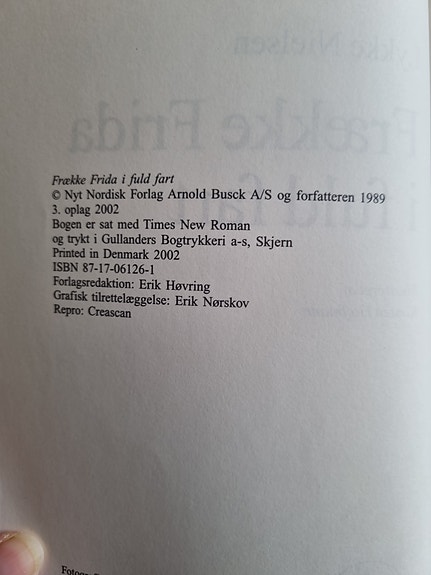 Frække Frida i fuld fart
© Nyt Nordisk Forlag Arnold Busck A/S og forfatteren 1989
3. oplag 2002
Bogen er sat med Times New Roman
og trykt i Gullanders Bogtrykkeri a-s, Skjern
Printed in Denmark 2002
ISBN 87-17-06126-1
Forlagsredaktion: Erik Høvring
Grafisk tilrettelæggelse: Erik Nørskov
Repro: Creascan